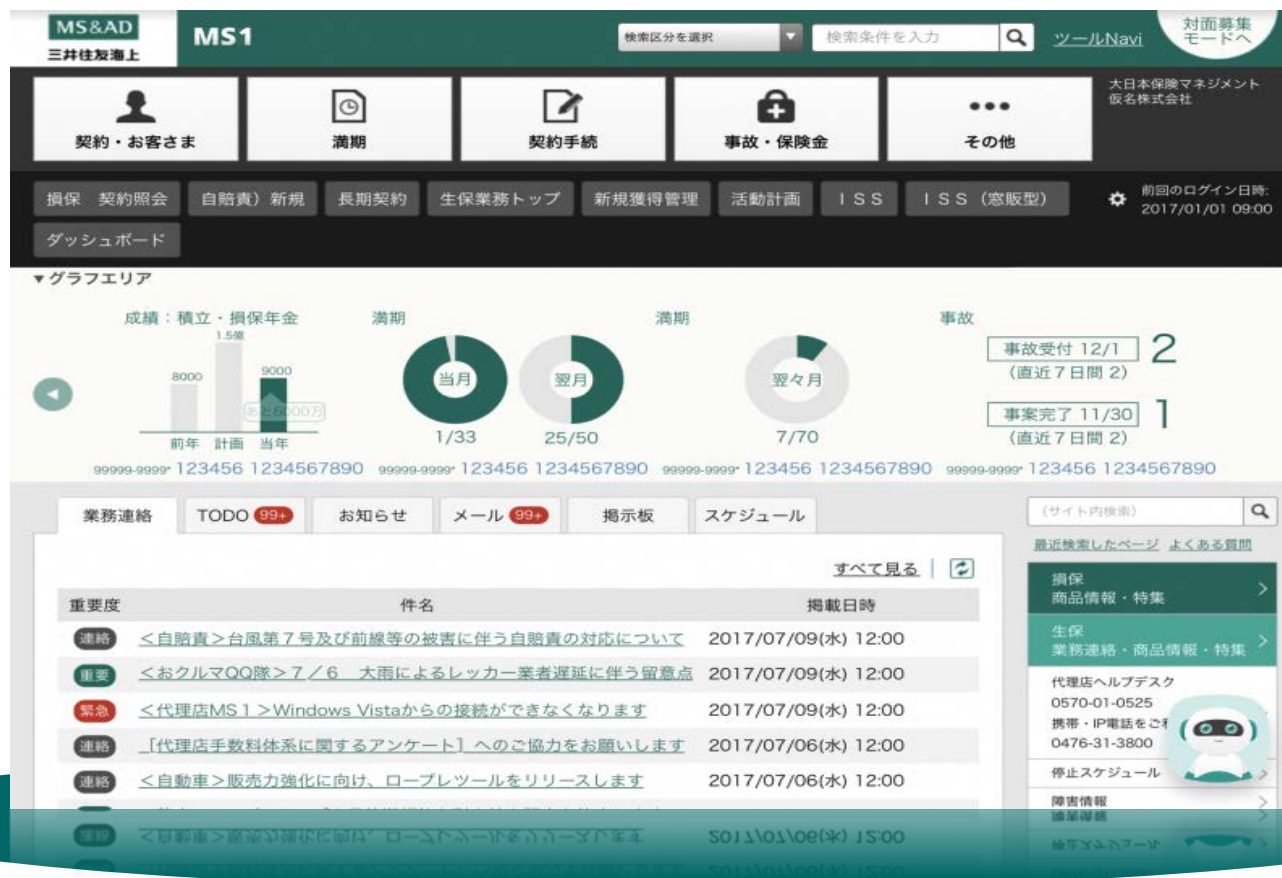 MS&AD
三井住友海上
MS1
検索区分を選択
検索条件を入力
ツールNavi
対面募集
モードへ
契約・お客さま
満期
契約手続
事故・保険金
その他
大日本保険マネジメント
仮名株式会社
損保 契約照会
自賠責）新規
長期契約
生保業務トップ
新規獲得管理
活動計画
ＩＳＳ
ＩＳＳ（窓販型）
前回のログイン日時:
2017/01/01 09:00
ダッシュボード
▼グラフエリア
成績：積立・損保年金
1.5億
8000
9000
あと6000万
前年 計画 当年
満期
当月
1/33
翌月
25/50
満期
翌々月
7/70
事故
事故受付 12/1
2
（直近７日間 2）
事案完了 11/30
1
（直近７日間 2）
99999-9999* 123456 1234567890 99999-9999* 123456 1234567890 99999-9999* 123456 1234567890 99999-9999* 123456 1234567890
業務連絡
TODO 99+
お知らせ
メール 99+
掲示板
スケジュール
すべて見る
重要度 件名 掲載日時
連絡 ＜自賠責＞台風第７号及び前線等の被害に伴う自賠責の対応について 2017/07/09(水) 12:00
重要 ＜おクルマQQ隊＞７／６ 大雨によるレッカー業者遅延に伴う留意点 2017/07/09(水) 12:00
緊急 ＜代理店MS１＞Windows Vistaからの接続ができなくなります 2017/07/09(水) 12:00
連絡 ［代理店手数料体系に関するアンケート］へのご協力をお願いします 2017/07/06(水) 12:00
連絡 ＜自動車＞販売力強化に向け、ロープレツールをリリースします 2017/07/06(水) 12:00
（サイト内検索）
最近検索したページ よくある質問
損保
商品情報・特集
生保
業務連絡・商品情報・特集
代理店ヘルプデスク
0570-01-0525
携帯・IP電話をご
0476-31-3800
停止スケジュール
障害情報